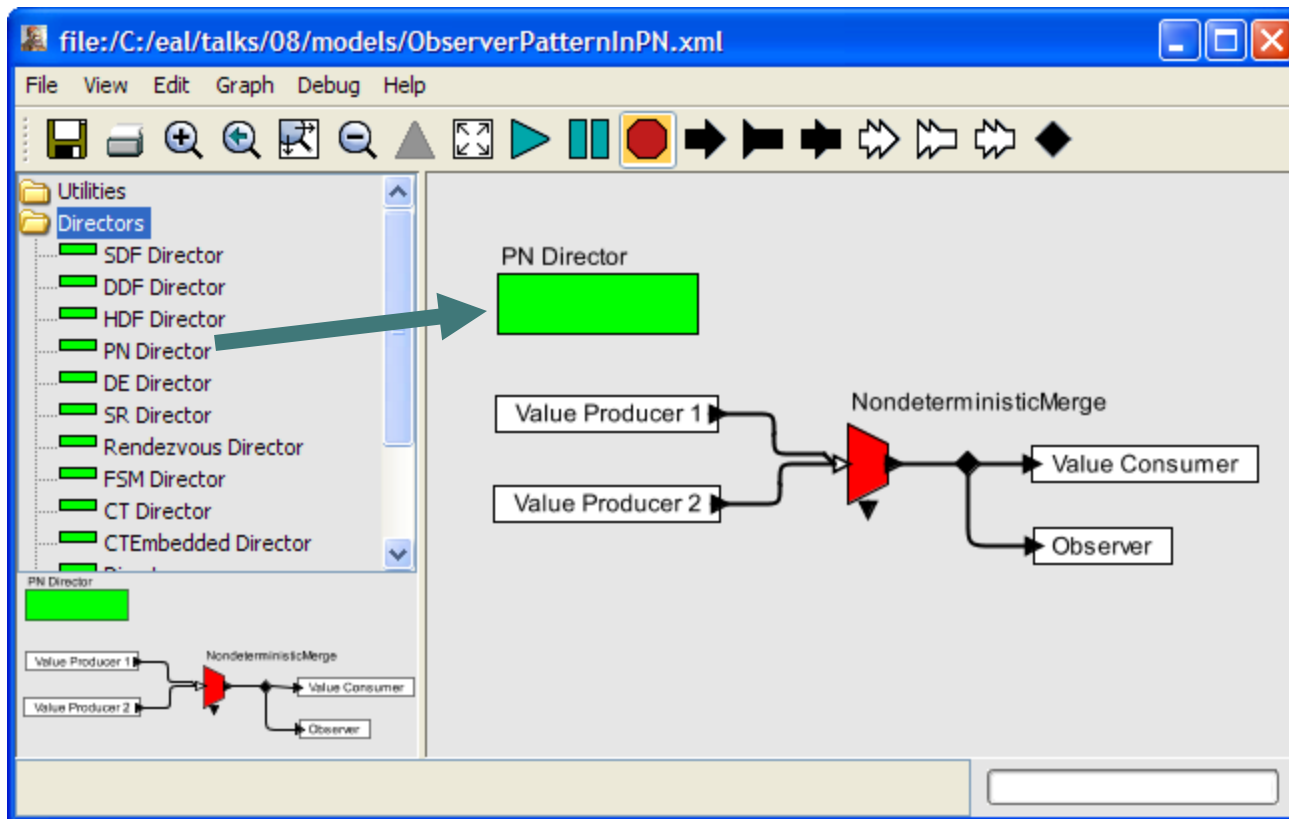 file:/C:/eal/talks/08/models/ObserverPatternInPN.xml
File View Edit Graph Debug Help
Utilities
Directors
SDF Director
DDF Director
HDF Director
PN Director
DE Director
SR Director
Rendezvous Director
FSM Director
CT Director
CTEmbedded Director
PN Director
Value Producer 1
NondeterministicMerge
Value Consumer
Value Producer 2
Observer
PN Director
Value Producer 1
NondeterministicMerge
Value Consumer
Value Producer 2
Observer